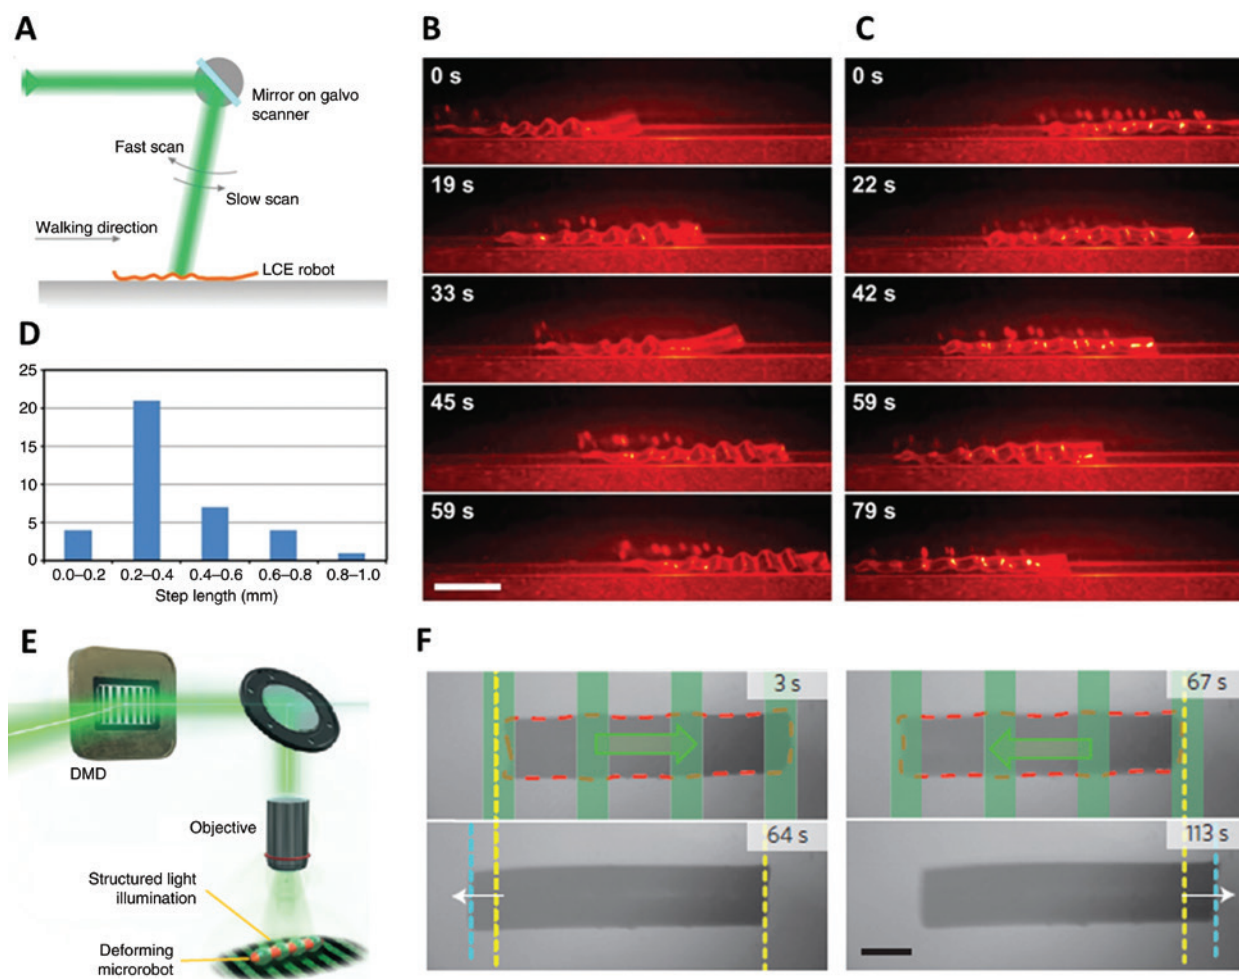 A
Mirror on galvo
scanner
Fast scan
Slow scan
Walking direction
LCE robot
B
0 s
19 s
33 s
45 s
59 s
C
0 s
22 s
42 s
59 s
79 s
D
25
20
15
10
5
0
0.0–0.2
0.2–0.4
0.4–0.6
0.6–0.8
0.8–1.0
Step length (mm)
E
DMD
Objective
Structured light
illumination
Deforming
microrobot
F
3 s
67 s
64 s
113 s